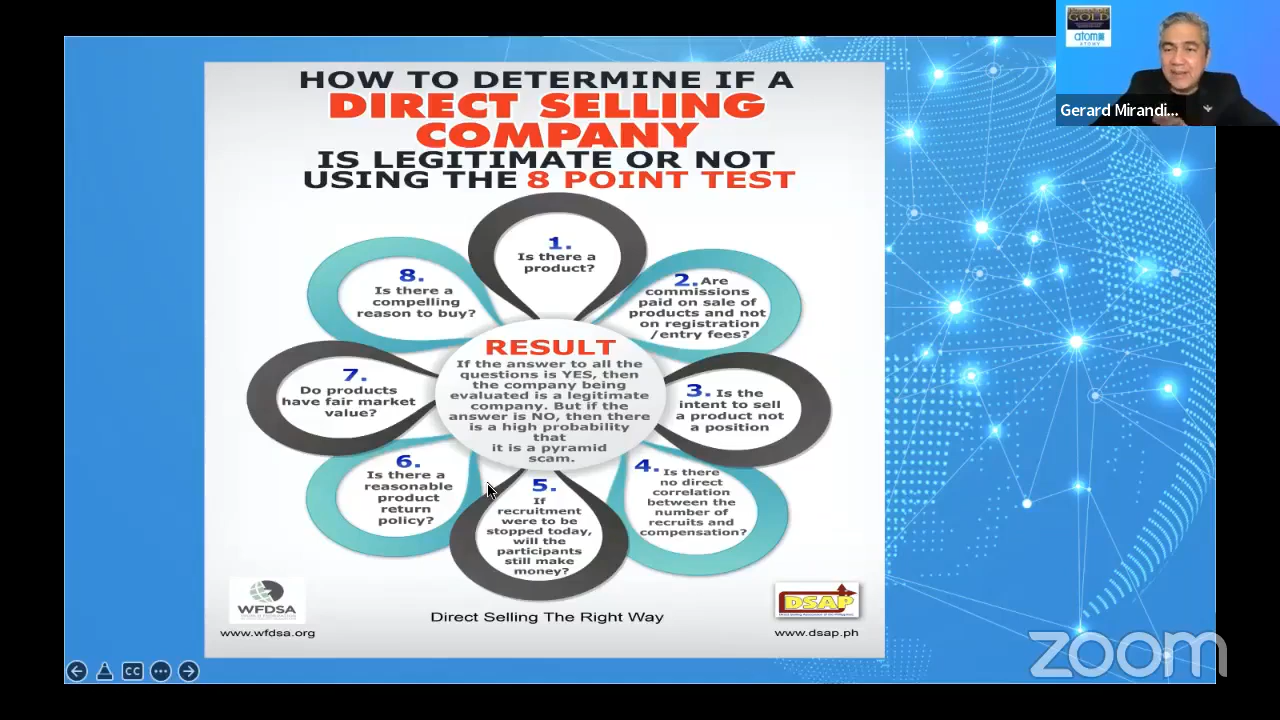 GOLD
atom
ATOMY
Gerard Mirandi...
HOW TO DETERMINE IF A
DIRECT SELLING
COMPANY
IS LEGITIMATE OR NOT
USING THE 8 POINT TEST
1.
Is there a
product?
2. Are
commissions
paid on sale of
products and not
on registration
/entry fees?
3. Is the
intent to sell
a product not
a position
4. Is there
no direct
correlation
between the
number of
recruits and
compensation?
5.
If
recruitment
were to be
stopped today,
will the
participants
still make
money?
6.
Is there a
reasonable
product
return
policy?
7.
Do products
have fair market
value?
8.
Is there a
compelling
reason to buy?
RESULT
If the answer to all the
questions is YES, then
the company being
evaluated is a legitimate
company. But if the
answer is NO, then there
is a high probability
that
it is a pyramid
scam.
WFDSA
www.wfdsa.org
Direct Selling The Right Way
DSAP
www.dsap.ph
CC
zoom